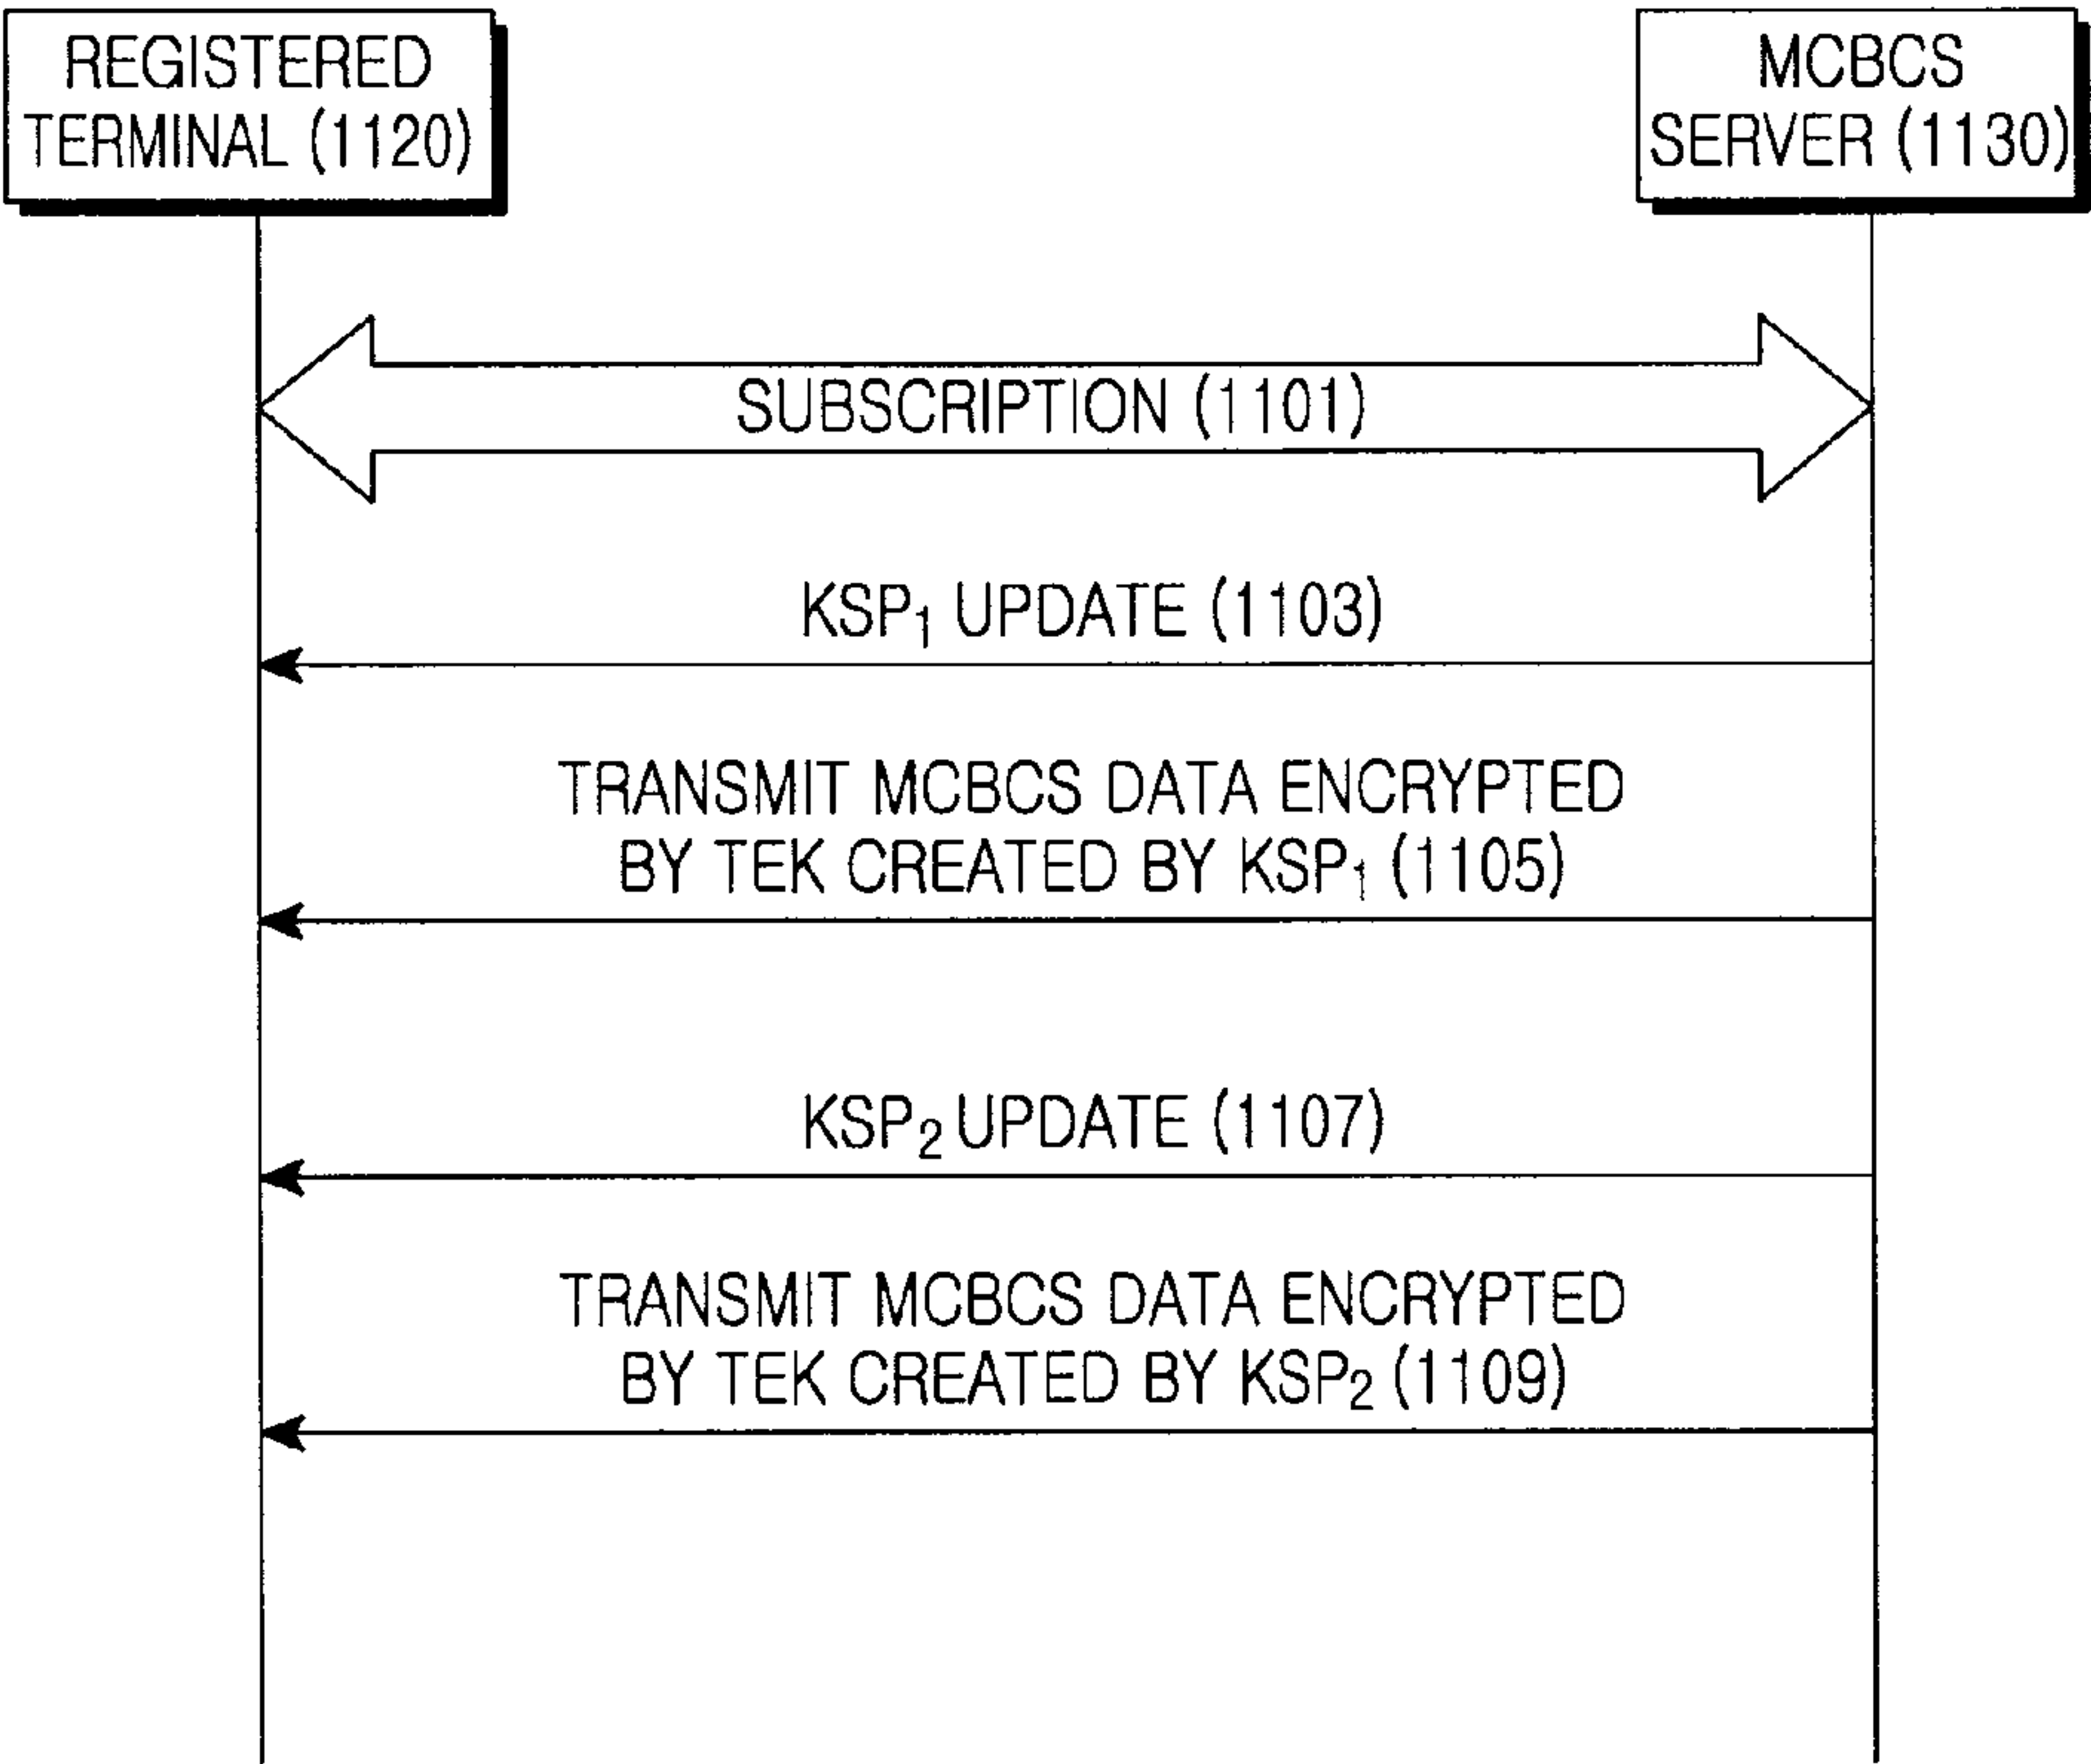 REGISTERED
TERMINAL (1120)
MCBCS
SERVER (1130)
SUBSCRIPTION (1101)
KSP₁ UPDATE (1103)
TRANSMIT MCBCS DATA ENCRYPTED
BY TEK CREATED BY KSP₁ (1105)
KSP₂ UPDATE (1107)
TRANSMIT MCBCS DATA ENCRYPTED
BY TEK CREATED BY KSP₂ (1109)